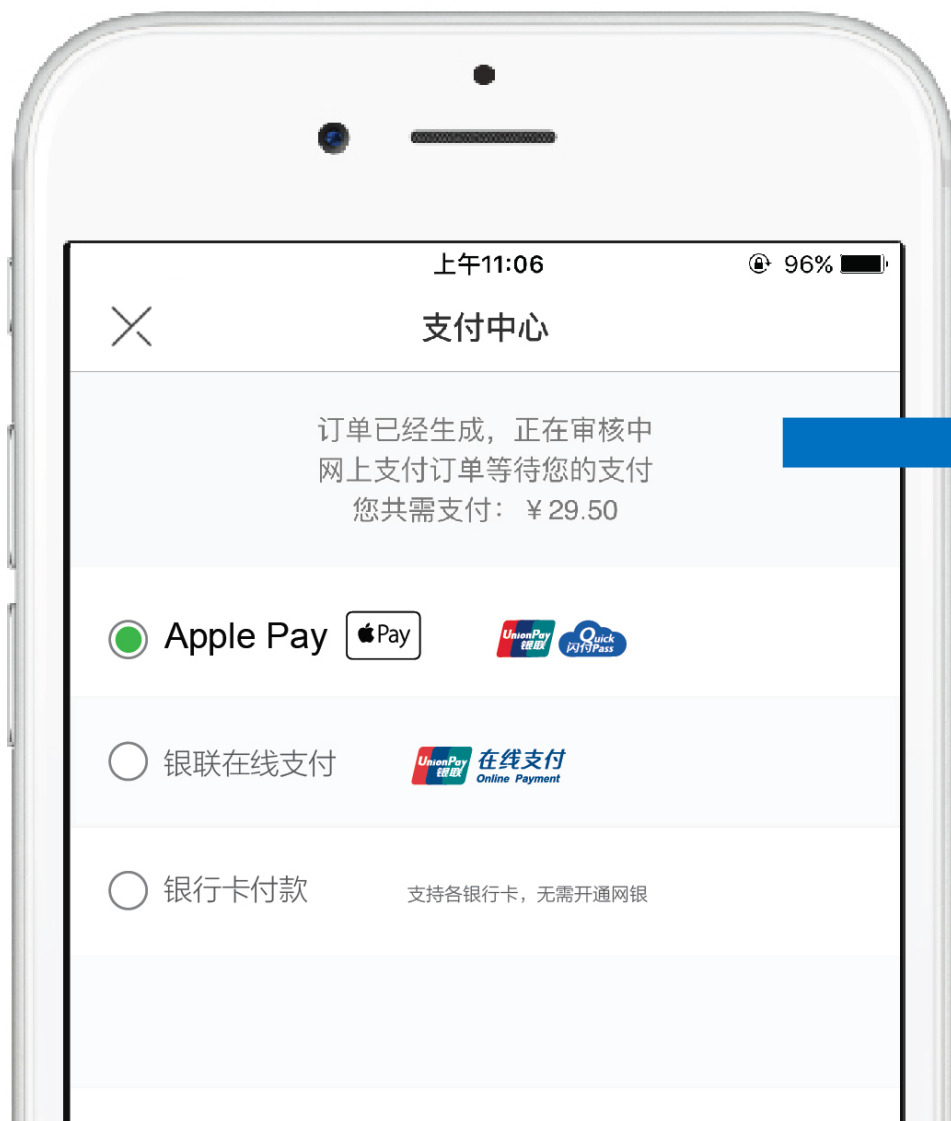 上午11:06 96%
支付中心
订单已经生成，正在审核中
网上支付订单等待您的支付
您共需支付：￥29.50
Apple Pay Pay UnionPay 银联 Quick 闪付Pass
银联在线支付 UnionPay 银联 在线支付 Online Payment
银行卡付款 支持各银行卡，无需开通网银